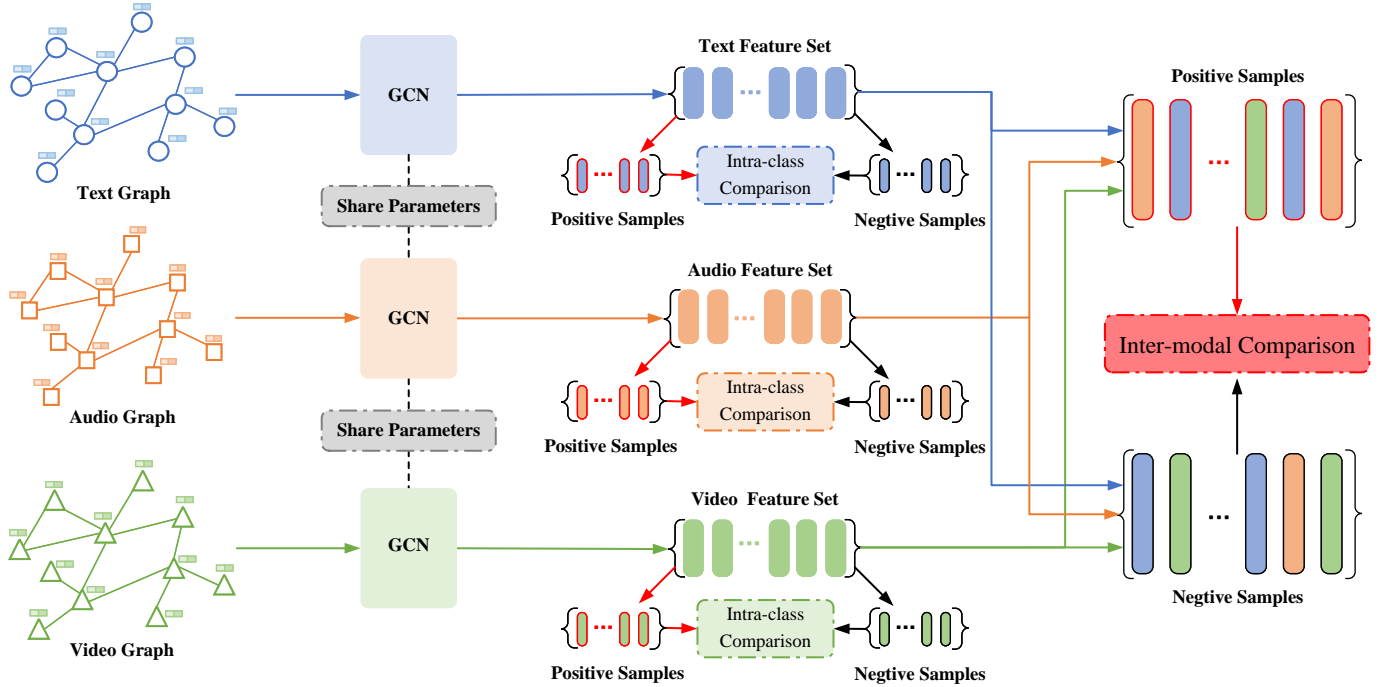 Text Feature Set
Positive Samples
GCN
Intra-class
Comparison
Text Graph
Share Parameters
Positive Samples
Negtive Samples
Audio Feature Set
GCN
Inter-modal Comparison
Intra-class
Comparison
Audio Graph
Share Parameters
Positive Samples
Negtive Samples
Video Feature Set
GCN
Negtive Samples
Intra-class
Comparison
Video Graph
Positive Samples
Negtive Samples